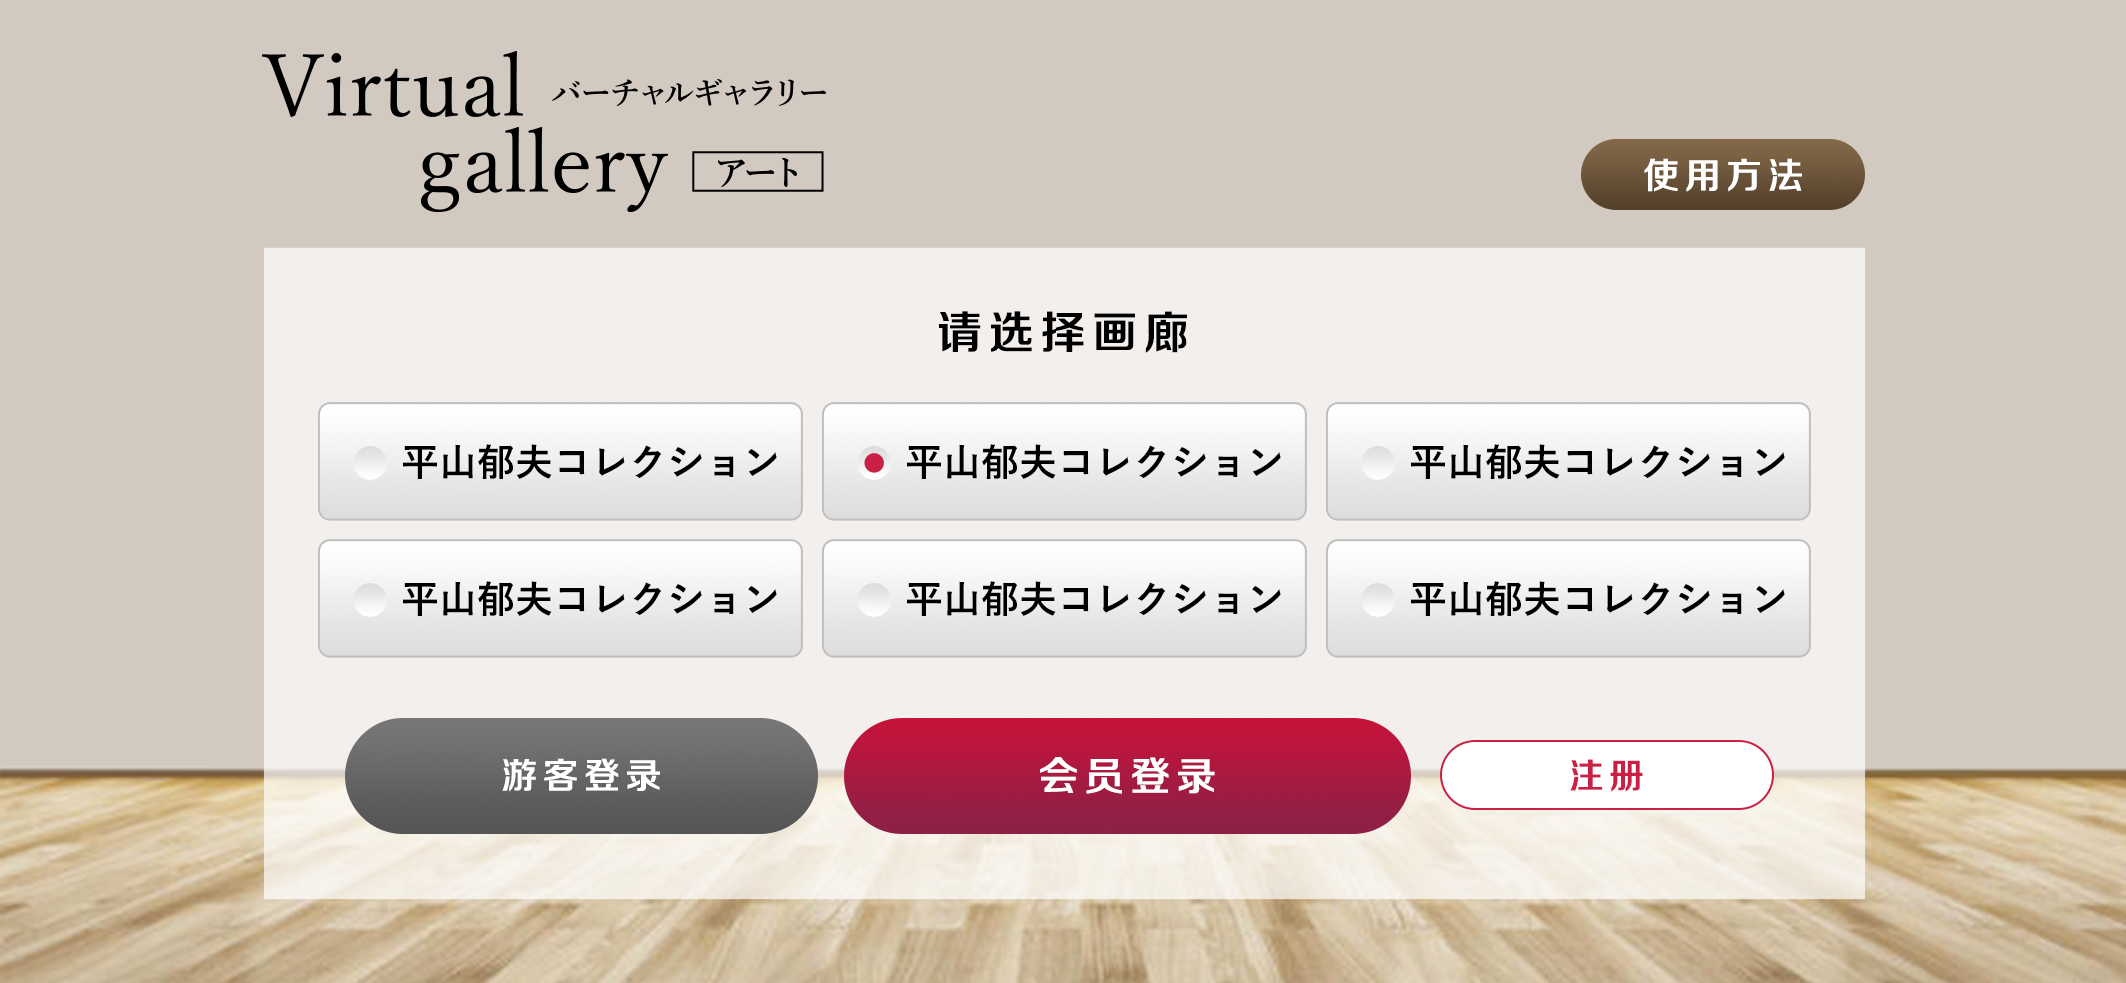 Virtual バーチャルギャラリー
gallery アート
使用方法
请选择画廊
平山郁夫コレクション 平山郁夫コレクション 平山郁夫コレクション
平山郁夫コレクション 平山郁夫コレクション 平山郁夫コレクション
游客登录 会员登录 注册